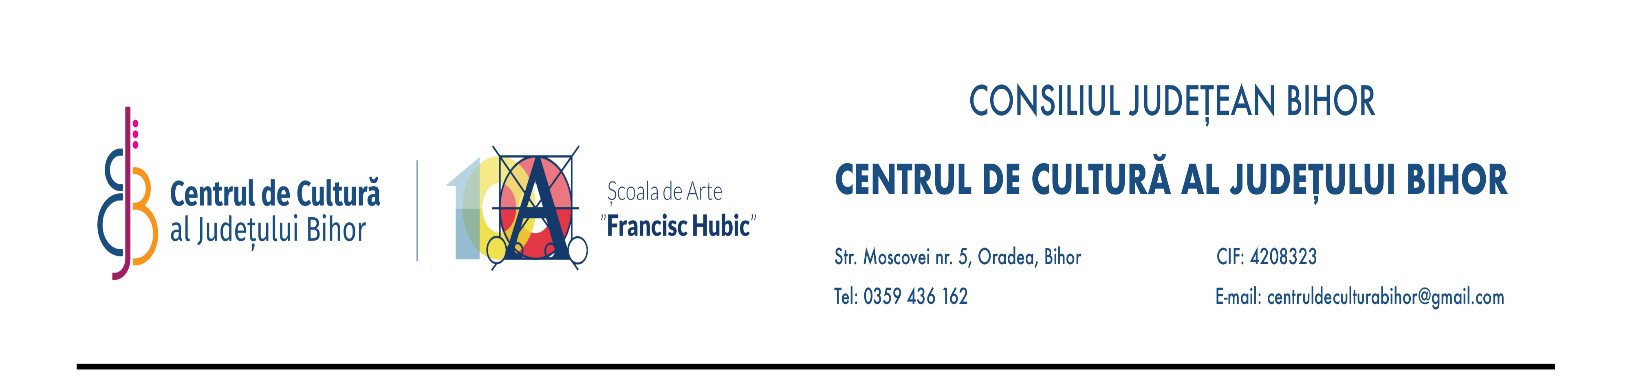 Centrul de Cultură
al Județului Bihor
Școala de Arte
”Francisc Hubic”
CONSILIUL JUDEȚEAN BIHOR
CENTRUL DE CULTURĂ AL JUDEȚULUI BIHOR
Str. Moscovei nr. 5, Oradea, Bihor
CIF: 4208323
Tel: 0359 436 162
E-mail: centruldeculturabihor@gmail.com